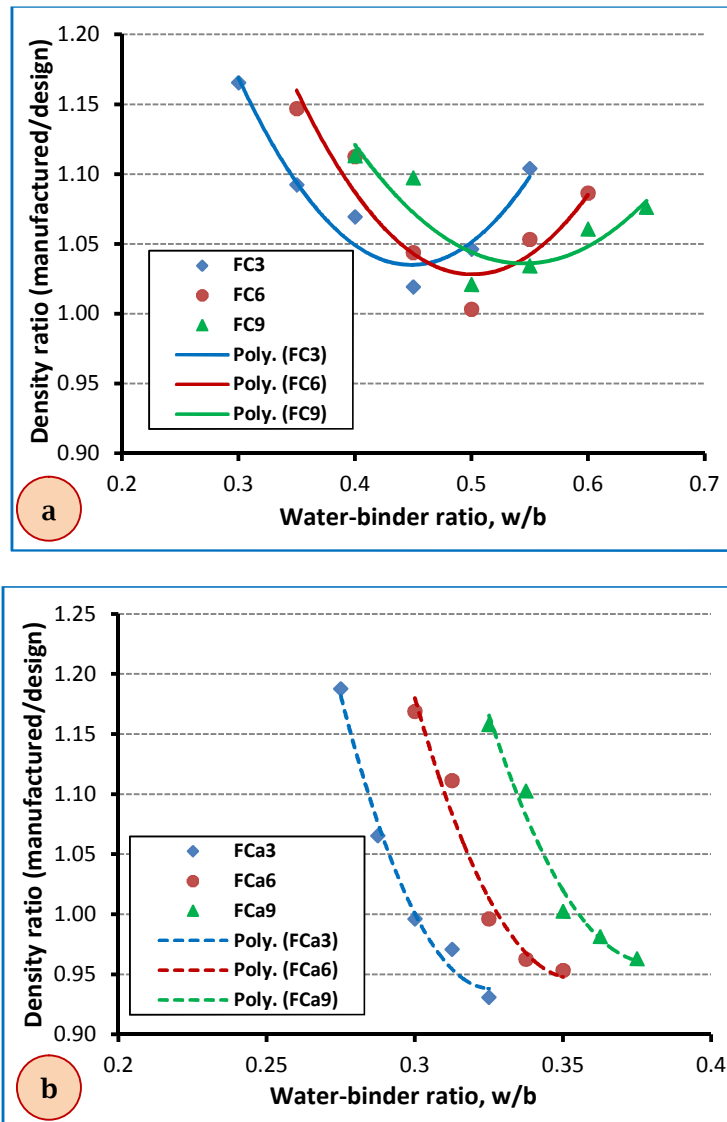 1.20
1.15
1.10
1.05
1.00
0.95
0.90
Density ratio (manufactured/design)
FC3
FC6
FC9
Poly. (FC3)
Poly. (FC6)
Poly. (FC9)
0.2 0.3 0.4 0.5 0.6 0.7
Water-binder ratio, w/b
a
1.25
1.20
1.15
1.10
1.05
1.00
0.95
0.90
Density ratio (manufactured/design)
FCa3
FCa6
FCa9
Poly. (FCa3)
Poly. (FCa6)
Poly. (FCa9)
0.2 0.25 0.3 0.35 0.4
Water-binder ratio, w/b
b